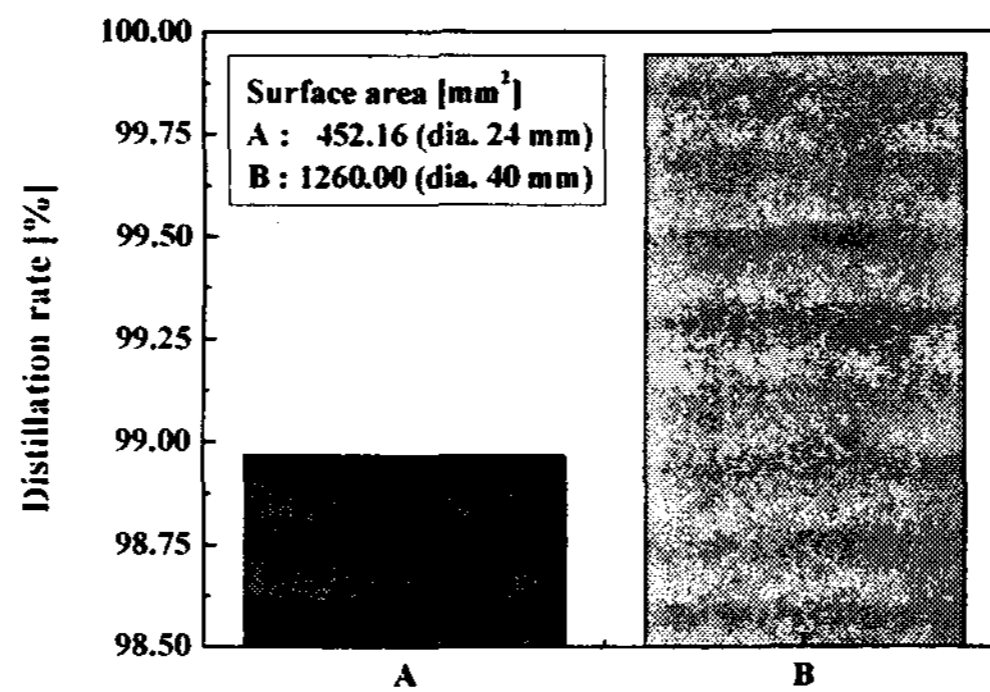 Distillation rate [%]
100.00
99.75
99.50
99.25
99.00
98.75
98.50
Surface area [mm²]
A : 452.16 (dia. 24 mm)
B : 1260.00 (dia. 40 mm)
A
B